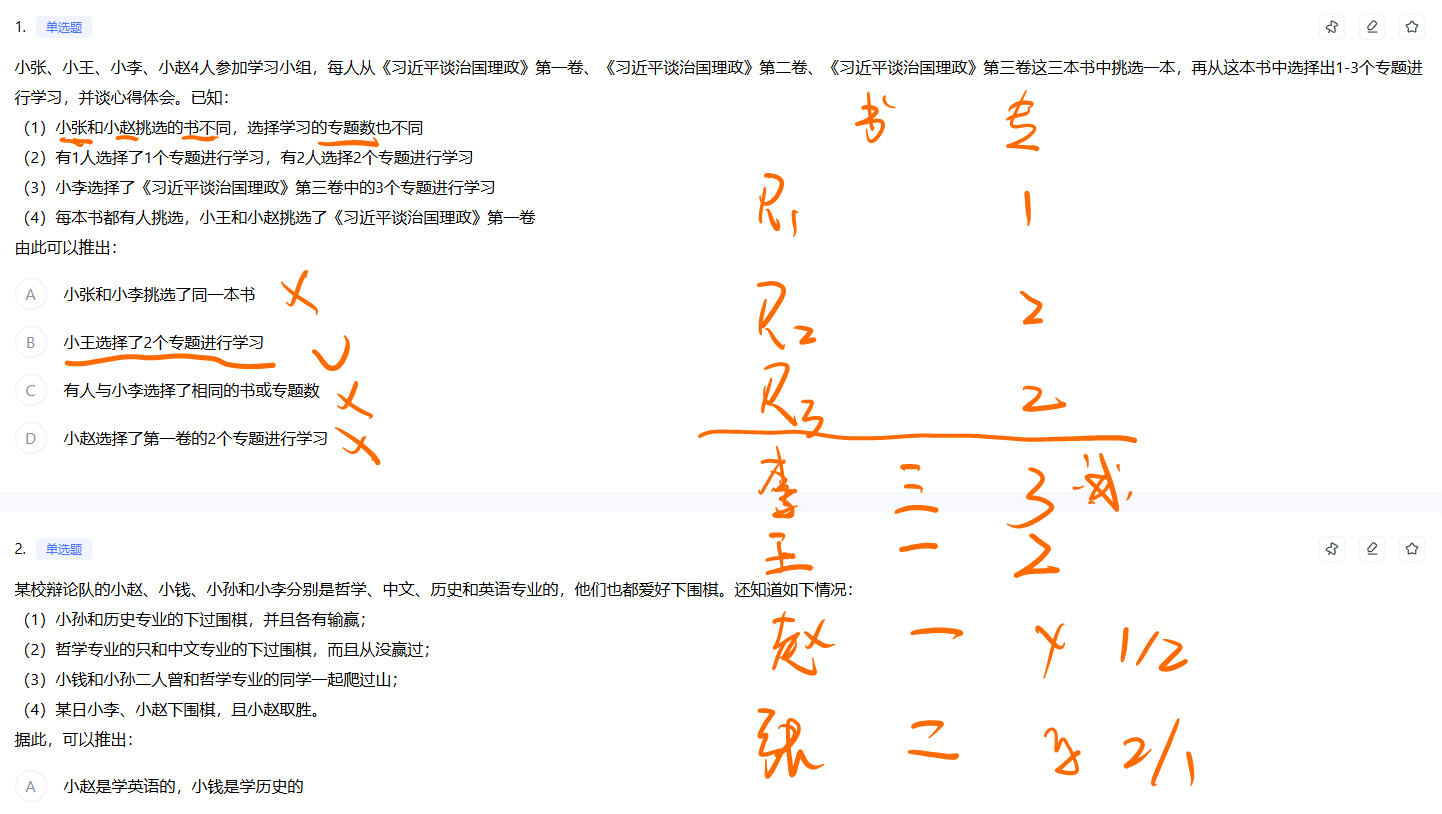 1. 单选题
小张、小王、小李、小赵4人参加学习小组，每人从《习近平谈治国理政》第一卷、《习近平谈治国理政》第二卷、《习近平谈治国理政》第三卷这三本书中挑选一本，再从这本书中选择出1-3个专题进
行学习，并谈心得体会。已知：
（1）小张和小赵挑选的书不同，选择学习的专题数也不同
（2）有1人选择了1个专题进行学习，有2人选择2个专题进行学习
（3）小李选择了《习近平谈治国理政》第三卷中的3个专题进行学习
（4）每本书都有人挑选，小王和小赵挑选了《习近平谈治国理政》第一卷
由此可以推出：
A 小张和小李挑选了同一本书
B 小王选择了2个专题进行学习
C 有人与小李选择了相同的书或专题数
D 小赵选择了第一卷的2个专题进行学习
书 专
R1 1
R2 2
R3 2
李 三 3
王 一 2
赵 一 x 1/2
张 二 y 2/1
2. 单选题
某校辩论队的小赵、小钱、小孙和小李分别是哲学、中文、历史和英语专业的，他们也都爱好下围棋。还知道如下情况：
（1）小孙和历史专业的下过围棋，并且各有输赢；
（2）哲学专业的只和中文专业的下过围棋，而且从没赢过；
（3）小钱和小孙二人曾和哲学专业的同学一起爬过山；
（4）某日小李、小赵下围棋，且小赵取胜。
据此，可以推出：
A 小赵是学英语的，小钱是学历史的